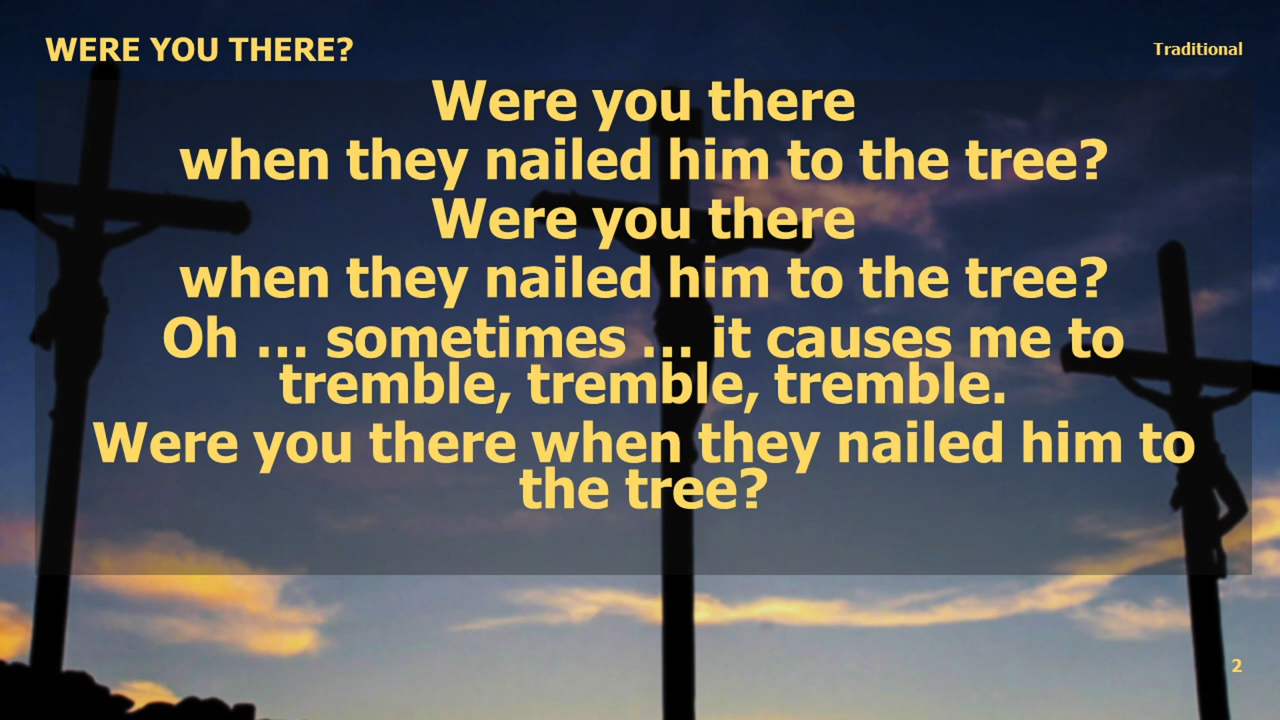 WERE YOU THERE?
Traditional
Were you there
when they nailed him to the tree?
Were you there
when they nailed him to the tree?
Oh … sometimes … it causes me to
tremble, tremble, tremble.
Were you there when they nailed him to
the tree?
2